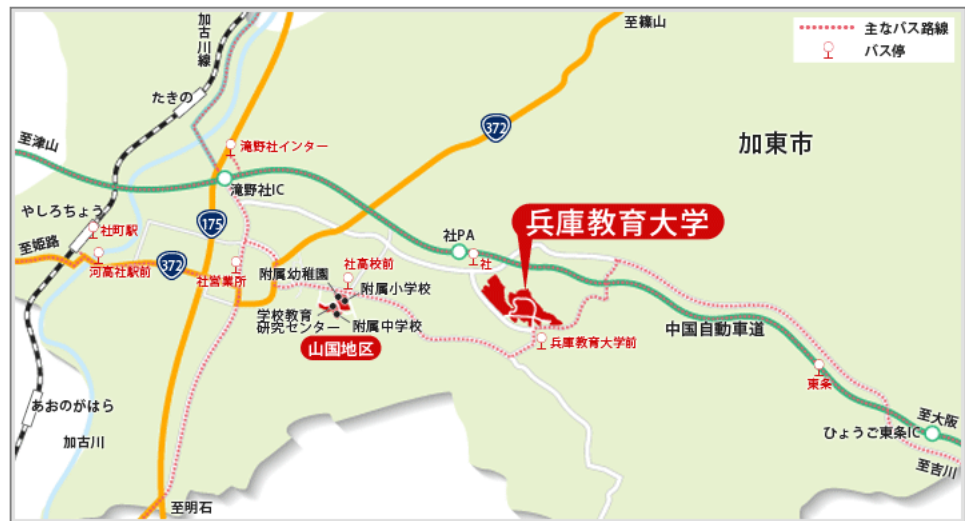 加古川線
至篠山
主なバス路線
バス停
たきの
372
加東市
至津山
滝野社インター
滝野社IC
やしろちょう
社町駅
175
兵庫教育大学
至姫路
社PA
河高社駅前
372
社営業所
附属幼稚園
社高校前
社
附属小学校
学校教育
研究センター
附属中学校
山国地区
兵庫教育大学前
中国自動車道
東条
あおのがはら
加古川
至大阪
ひょうご東条IC
至吉川
至明石